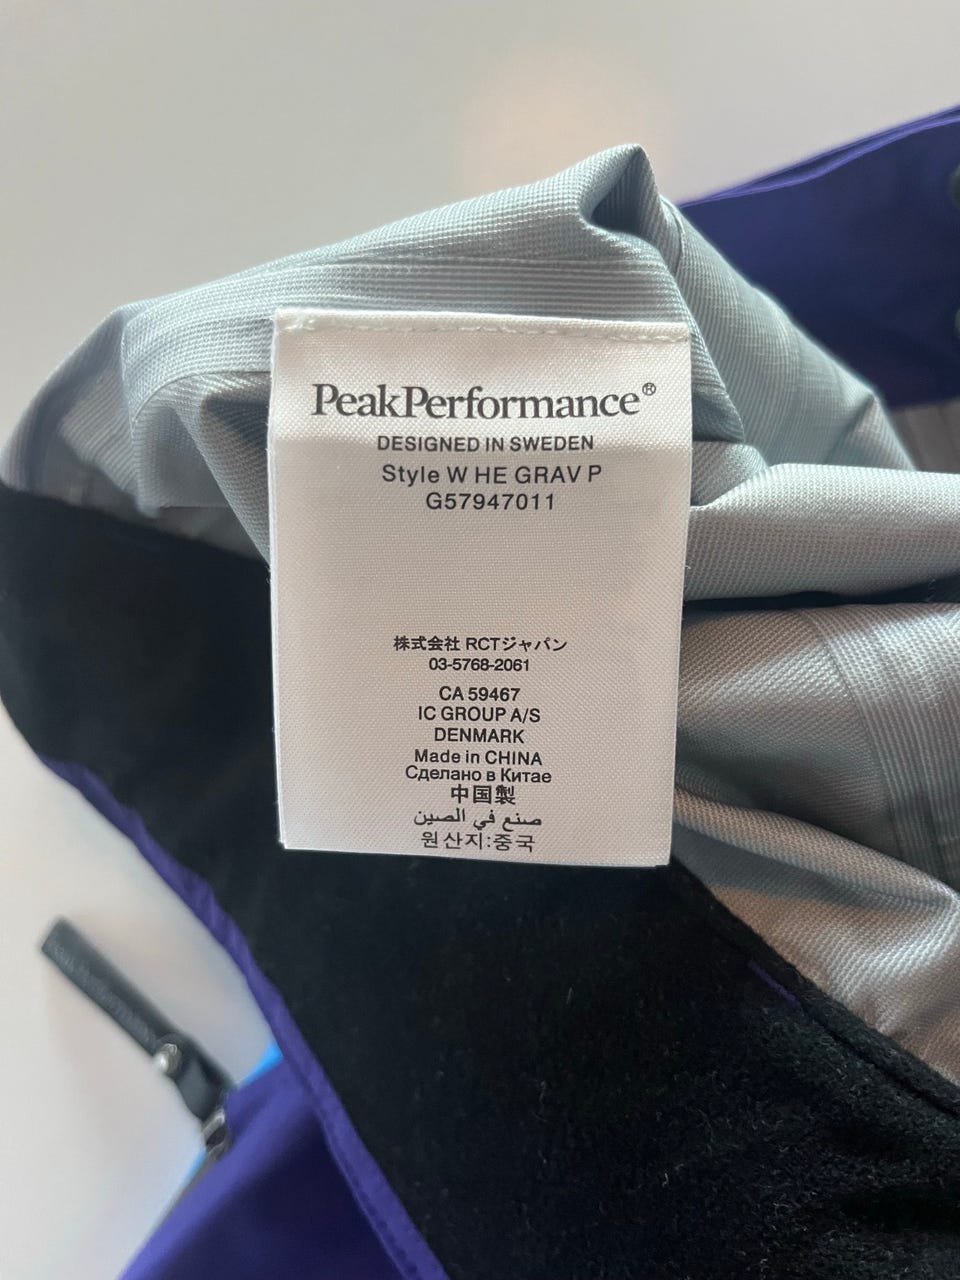 PeakPerformance®
DESIGNED IN SWEDEN
Style W HE GRAV P
G57947011
株式会社 RCTジャパン
03-5768-2061
CA 59467
IC GROUP A/S
DENMARK
Made in CHINA
Сделано в Китае
中国製
صنع في الصين
원산지:중국
PeakPerformance